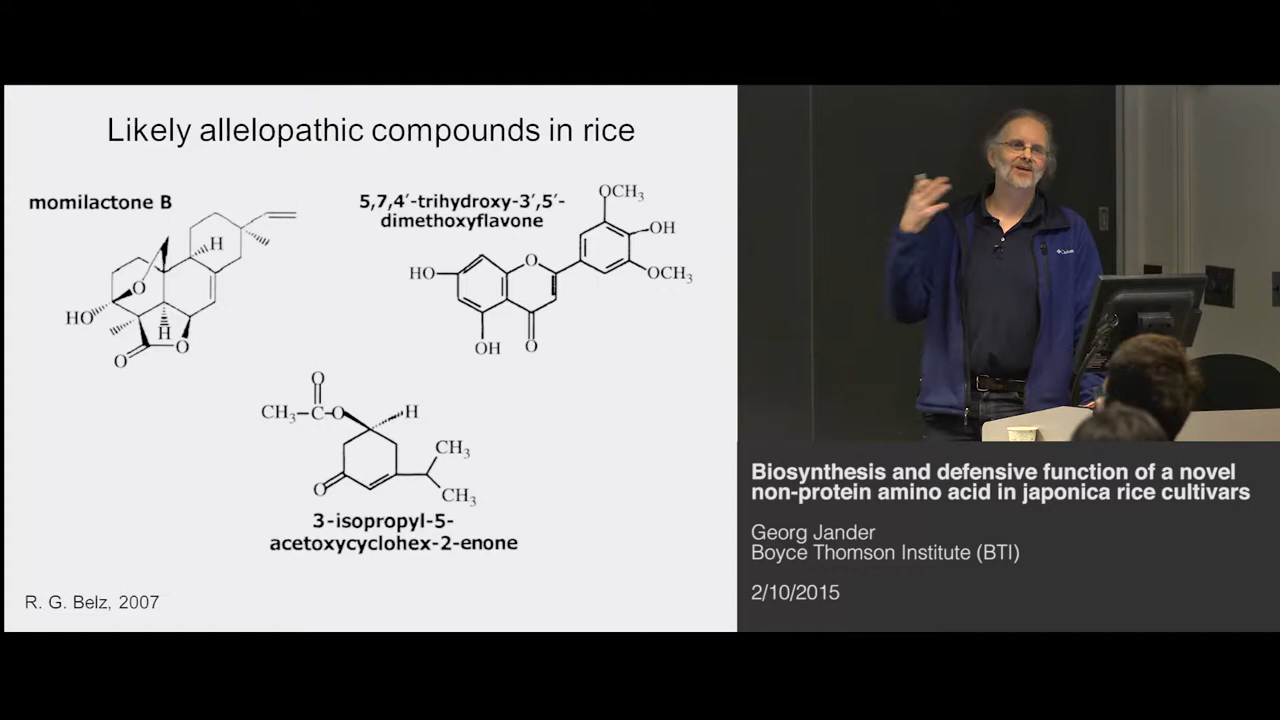 Likely allelopathic compounds in rice
momilactone B
HO
O
H
H
O
O
5,7,4′-trihydroxy-3′,5′-
dimethoxyflavone
OCH3
OH
OCH3
HO
O
OH
O
O
CH3-C-O
H
CH3
CH3
O
3-isopropyl-5-
acetoxycyclohex-2-enone
R. G. Belz, 2007
Columbia
Biosynthesis and defensive function of a novel
non-protein amino acid in japonica rice cultivars
Georg Jander
Boyce Thomson Institute (BTI)
2/10/2015